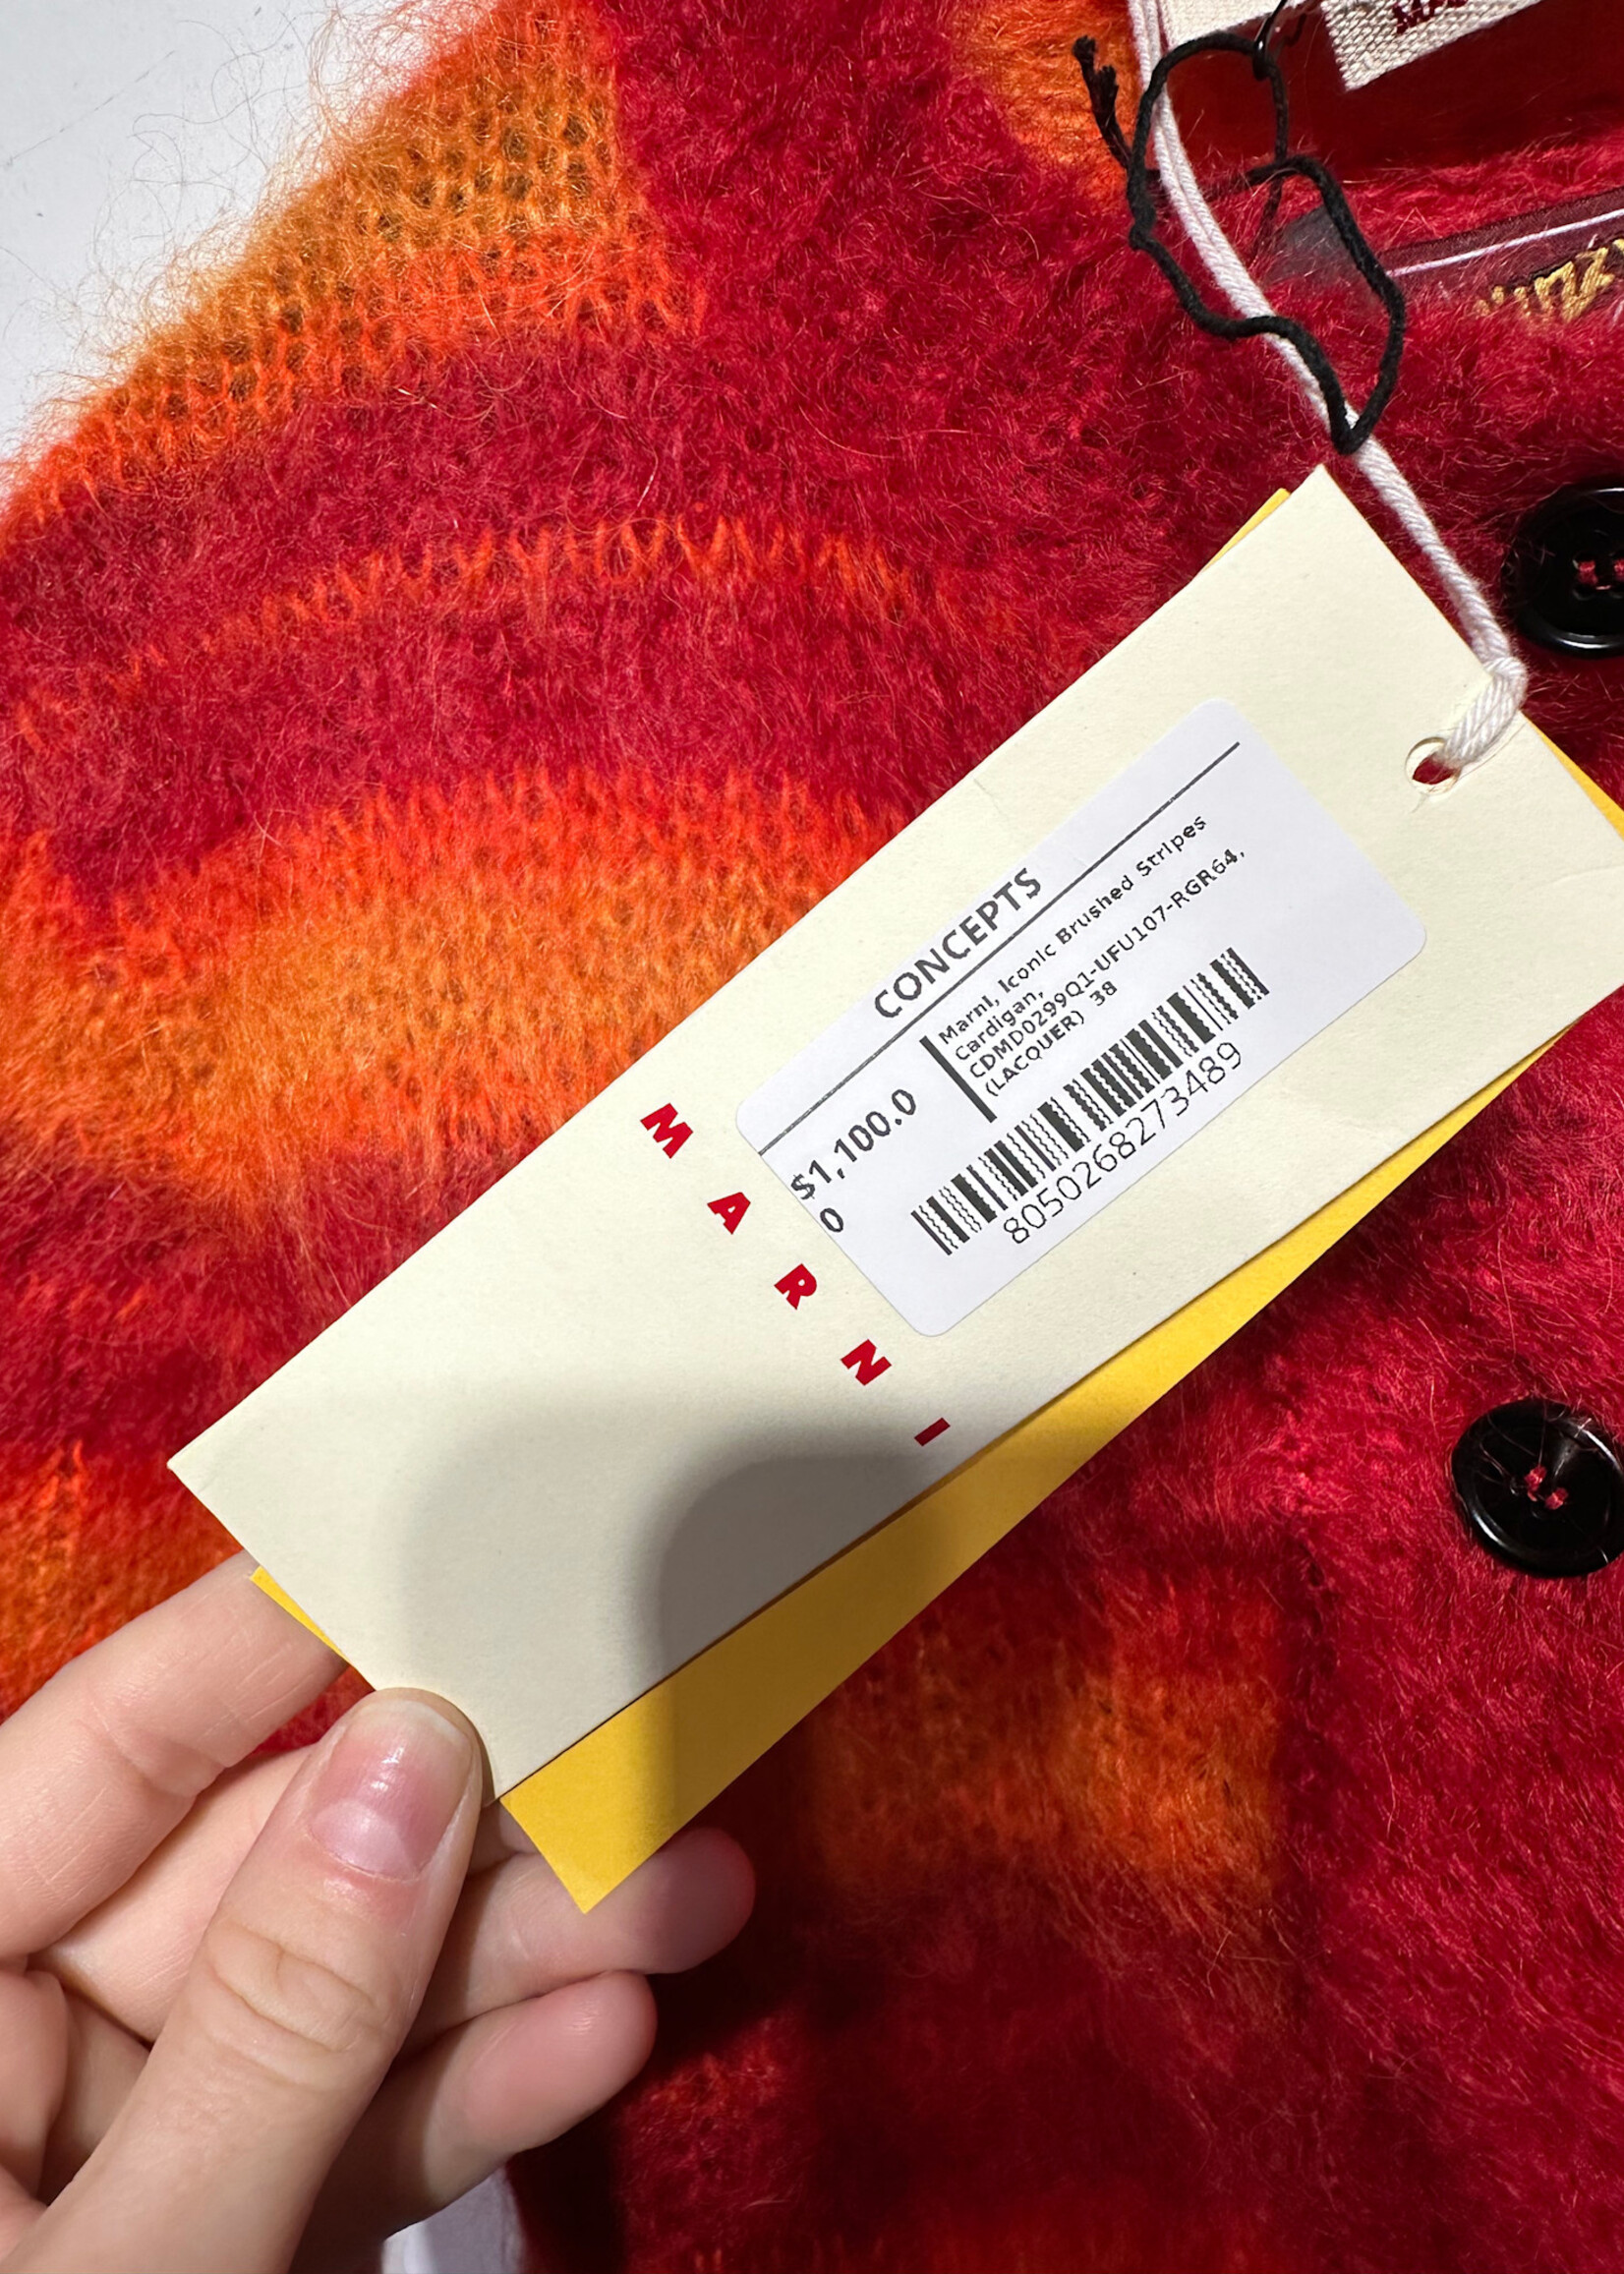 CONCEPTS
$1,100.0
0
Marni, Iconic Brushed Stripes
Cardigan,
CDMD0299Q1-UFU107-RGR64,
(LACQUER) 38
8050268273489
MARNI